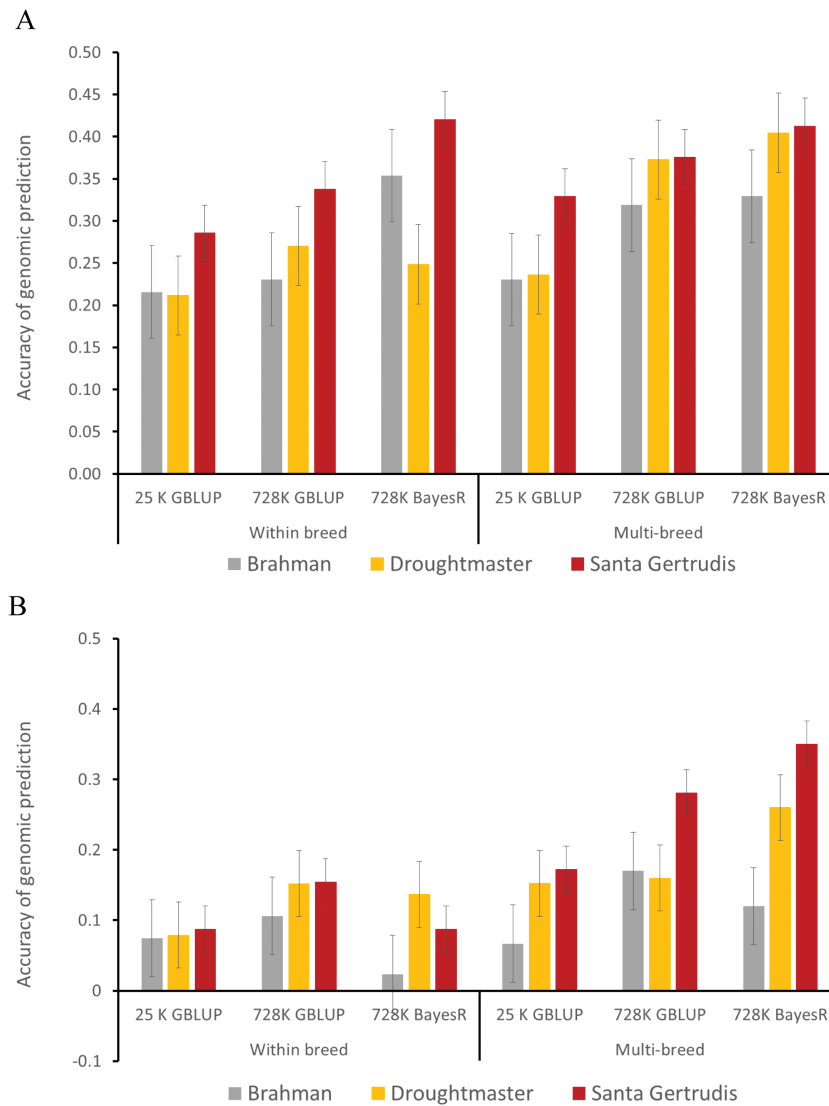 A
0.50
0.45
0.40
0.35
0.30
0.25
0.20
0.15
0.10
0.05
0.00
Accuracy of genomic prediction
25 K GBLUP 728K GBLUP 728K BayesR 25 K GBLUP 728K GBLUP 728K BayesR
Within breed Multi-breed
Brahman Droughtmaster Santa Gertrudis
B
0.5
0.4
0.3
0.2
0.1
0
-0.1
Accuracy of genomic prediction
25 K GBLUP 728K GBLUP 728K BayesR 25 K GBLUP 728K GBLUP 728K BayesR
Within breed Multi-breed
Brahman Droughtmaster Santa Gertrudis